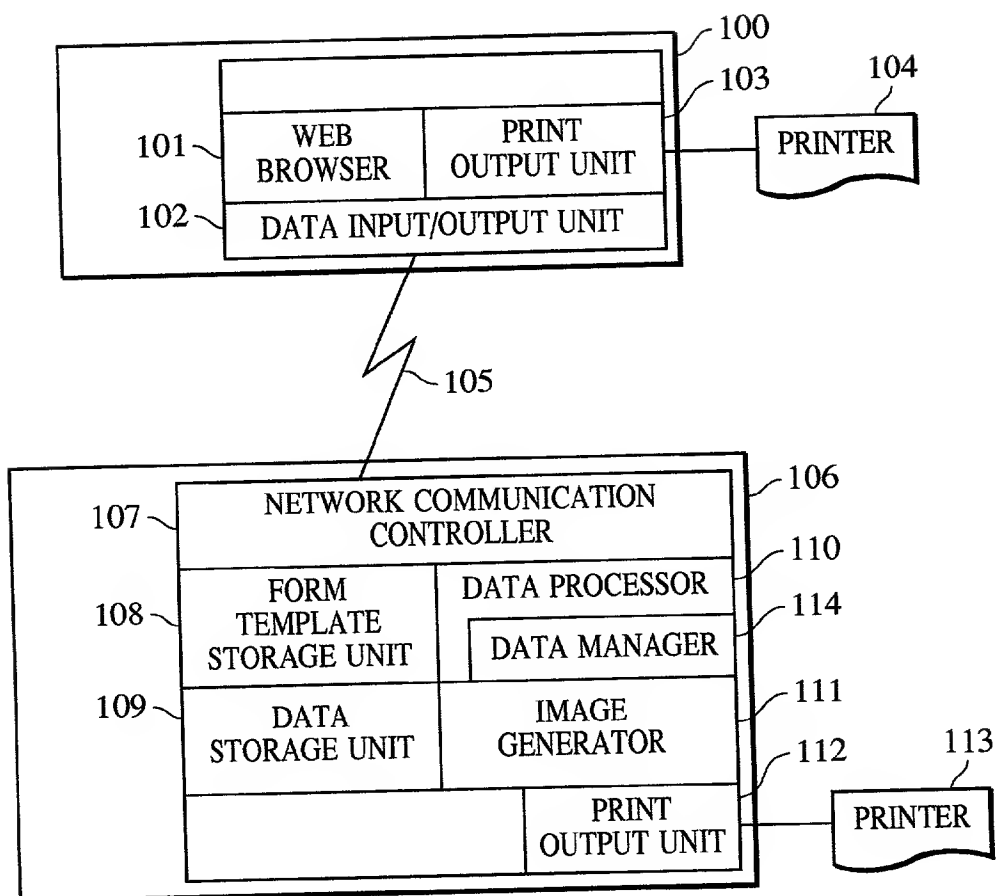 100
103
104
101
WEB
BROWSER
PRINT
OUTPUT UNIT
PRINTER
102
DATA INPUT/OUTPUT UNIT
105
106
107
NETWORK COMMUNICATION
CONTROLLER
110
108
FORM
TEMPLATE
STORAGE UNIT
DATA PROCESSOR
114
DATA MANAGER
109
DATA
STORAGE UNIT
IMAGE
GENERATOR
111
112
113
PRINT
OUTPUT UNIT
PRINTER